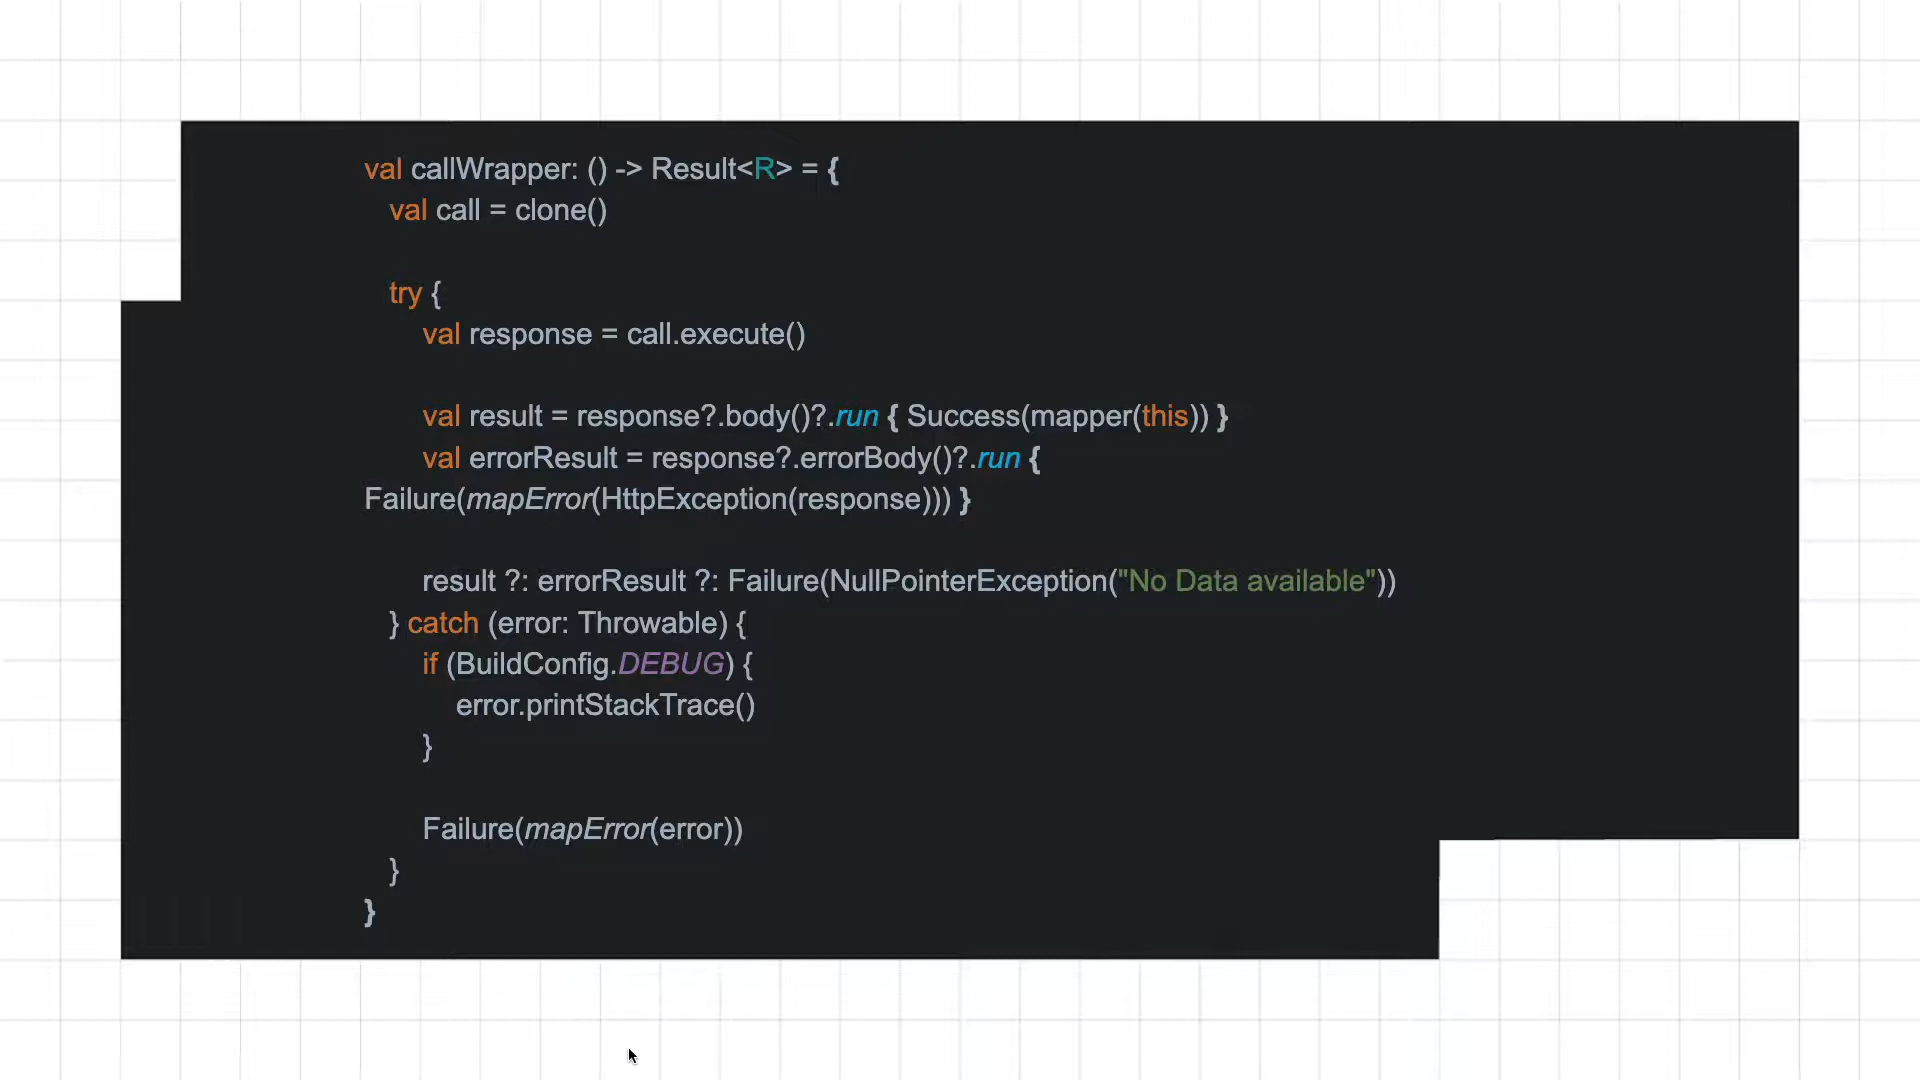 val callWrapper: () -> Result<R> = {
val call = clone()
try {
val response = call.execute()
val result = response?.body()?.run { Success(mapper(this)) }
val errorResult = response?.errorBody()?.run {
Failure(mapError(HttpException(response))) }
result ?: errorResult ?: Failure(NullPointerException("No Data available"))
} catch (error: Throwable) {
if (BuildConfig.DEBUG) {
error.printStackTrace()
}
Failure(mapError(error))
}
}